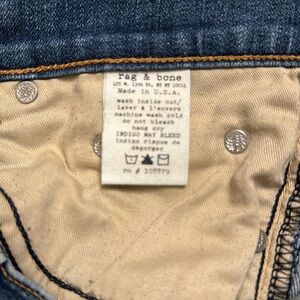 rag & bone
Made in U.S.A.
wash inside out/
laver à l'envers
machine wash cold
do not bleach
hang dry
INDIGO MAY BLEED
indigo risque de
dégorger
rn # 108879